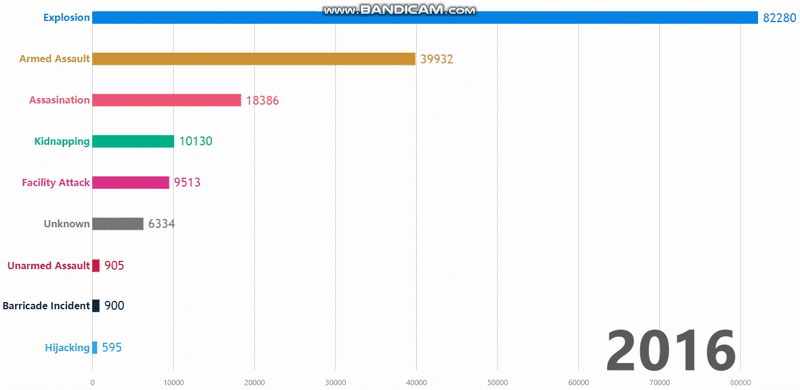 www.BANDICAM.com
Explosion 82280
Armed Assault 39932
Assasination 18386
Kidnapping 10130
Facility Attack 9513
Unknown 6334
Unarmed Assault 905
Barricade Incident 900
Hijacking 595
2016
0 10000 20000 30000 40000 50000 60000 70000 80000